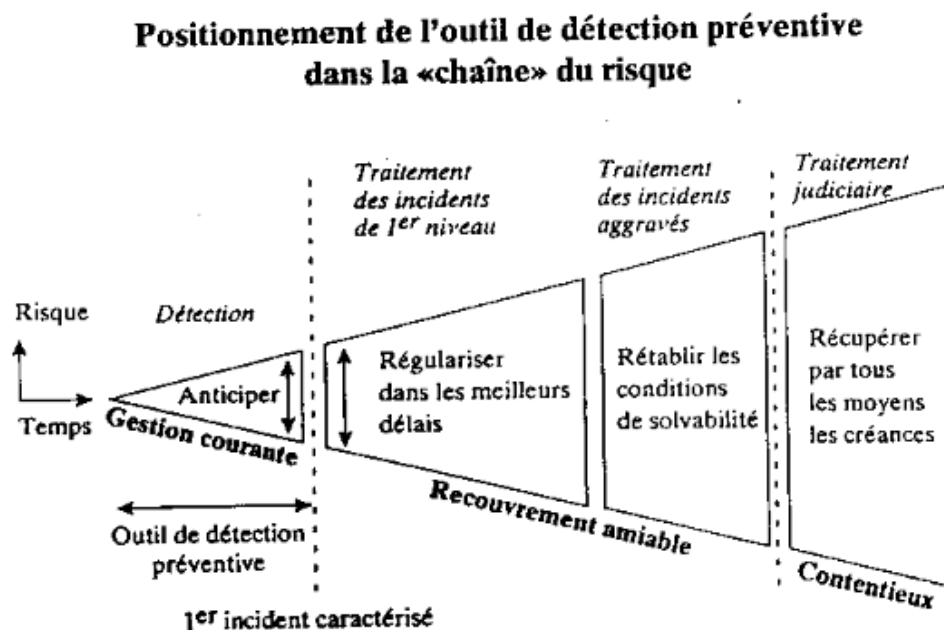 Positionnement de l'outil de détection préventive
dans la «chaîne» du risque
Traitement
des incidents
de 1er niveau
Traitement
des incidents
aggravés
Traitement
judiciaire
Risque
Temps
Détection
Anticiper
Gestion courante
Régulariser
dans les meilleurs
délais
Rétablir les
conditions
de solvabilité
Récupérer
par tous
les moyens
les créances
Recouvrement amiable
Contentieux
Outil de détection
préventive
1er incident caractérisé